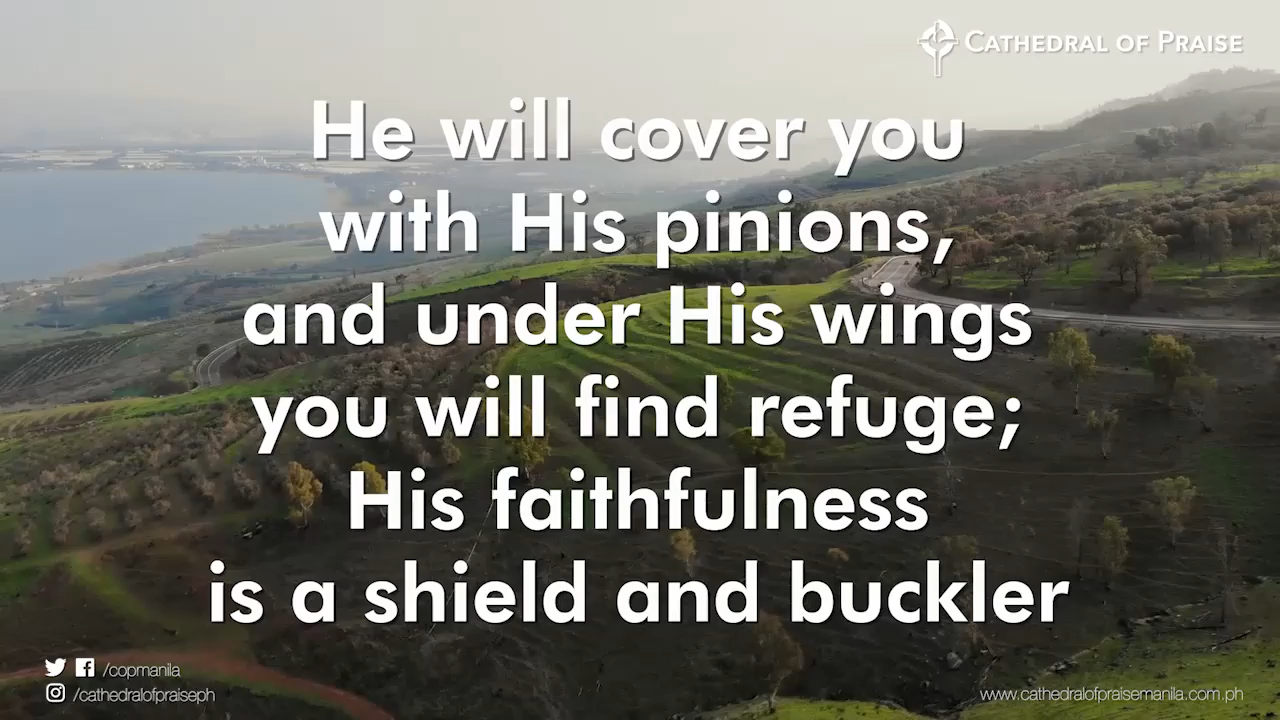 CATHEDRAL OF PRAISE
He will cover you
with His pinions,
and under His wings
you will find refuge;
His faithfulness
is a shield and buckler
/copmanila
/cathedralofpraiseph
www.cathedralofpraisemanila.com.ph